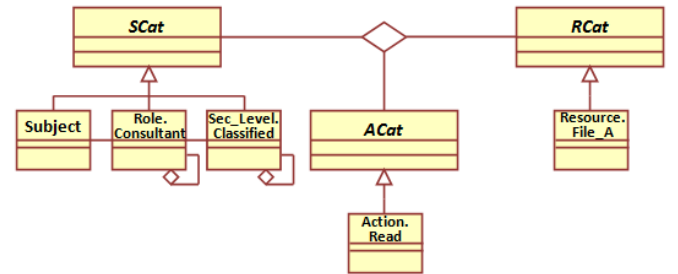 SCat
RCat
Subject
Role.
Consultant
Sec_Level.
Classified
ACat
Resource.
File_A
Action.
Read